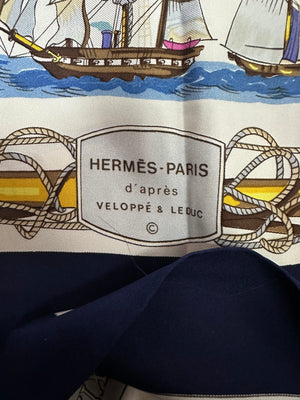 HERMÈS-PARIS
d'après
VELOPPÉ & LEDUC
©